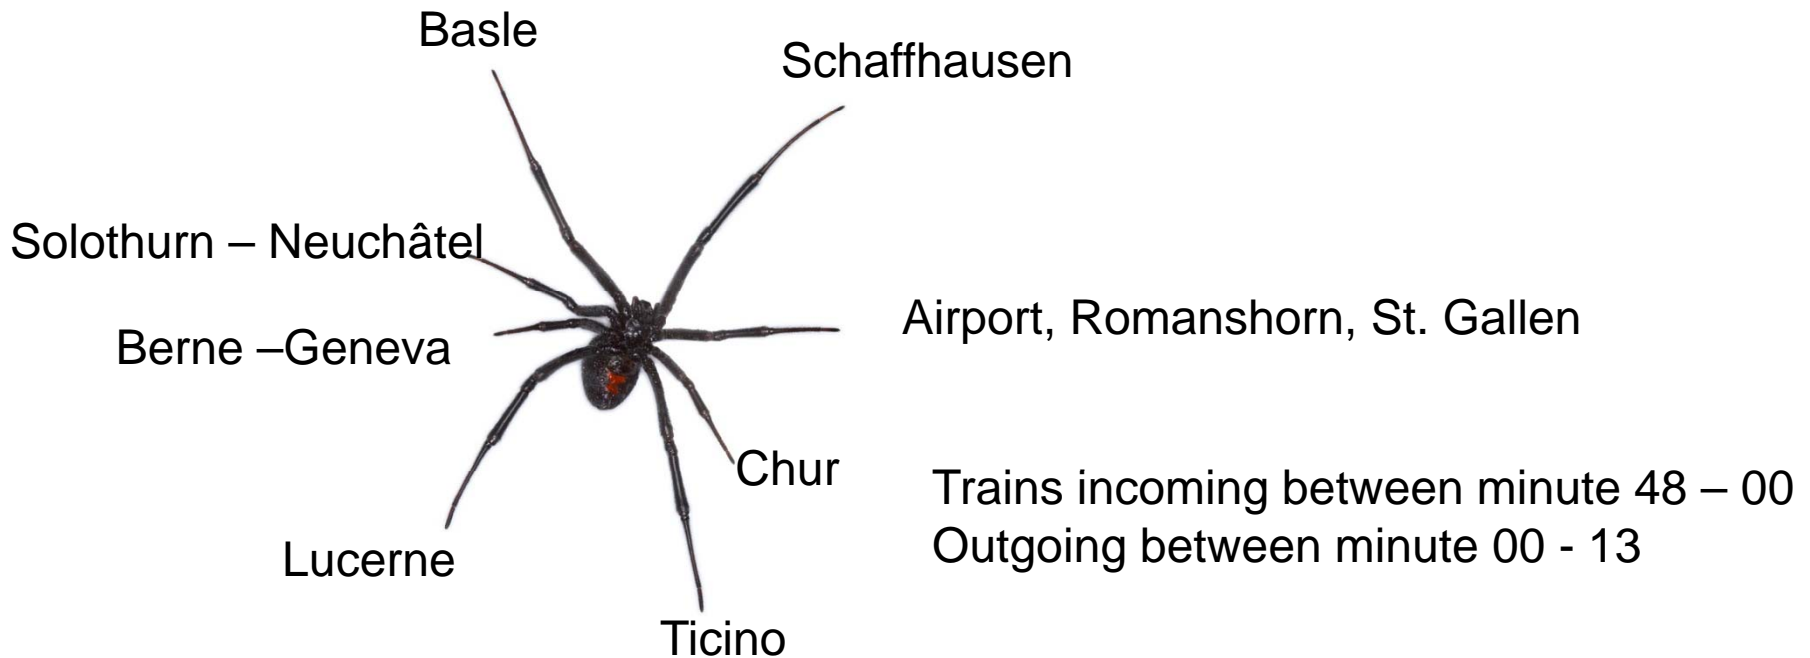 Basle
Schaffhausen
Solothurn – Neuchâtel
Airport, Romanshorn, St. Gallen
Berne –Geneva
Chur
Trains incoming between minute 48 – 00
Outgoing between minute 00 - 13
Lucerne
Ticino